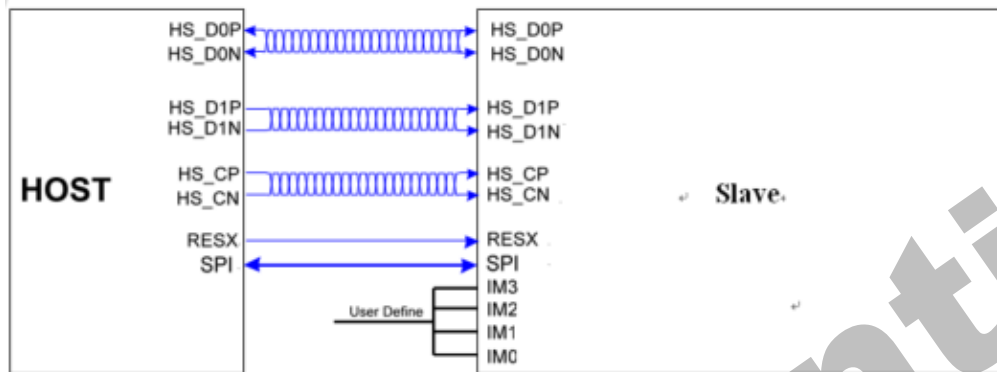 HOST
HS_D0P
HS_D0N
HS_D1P
HS_D1N
HS_CP
HS_CN
RESX
SPI
User Define
HS_D0P
HS_D0N
HS_D1P
HS_D1N
HS_CP
HS_CN
RESX
SPI
IM3
IM2
IM1
IM0
Slave